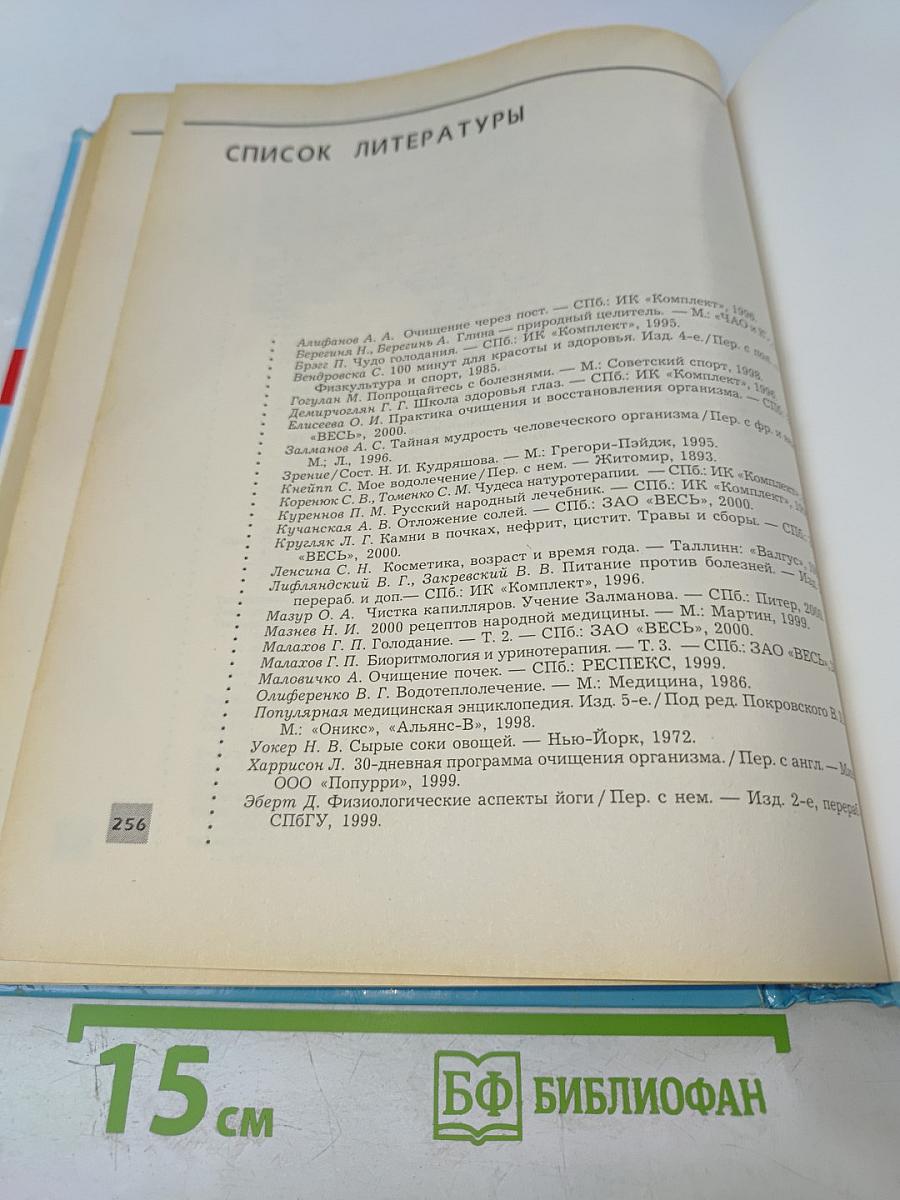 СПИСОК ЛИТЕРАТУРЫ
Алифанов А. А. Очищение через пост. — СПб.: ИК «Комплект», 1996.
Берегиня Н., Берегинь А. Глина — природный целитель. — М.: «ЧАО и К°»,
Брэгг П. Чудо голодания. — СПб.: ИК «Комплект», 1995.
Вендровска С. 100 минут для красоты и здоровья. Изд. 4-е./Пер. с пол.
Физкультура и спорт, 1985.
Гогулан М. Попрощайтесь с болезнями. — М.: Советский спорт, 1998.
Демирчоглян Г. Г. Школа здоровья глаз. — СПб.: ИК «Комплект», 1996.
Елисеева О. И. Практика очищения и восстановления организма. — СПб.:
«ВЕСЬ», 2000.
Залманов А. С. Тайная мудрость человеческого организма/Пер. с фр. и
М.; Л., 1996.
Зрение/Сост. Н. И. Кудряшова. — М.: Грегори-Пэйдж, 1995.
Кнейпп С. Мое водолечение/Пер. с нем. — Житомир, 1893.
Коренюк С. В., Томенко С. М. Чудеса натуротерапии. — СПб.: ИК «Комплект»,
Куреннов П. М. Русский народный лечебник. — СПб.: ИК «Комплект»,
Кучанская А. В. Отложение солей. — СПб.: ЗАО «ВЕСЬ», 2000.
Кругляк Л. Г. Камни в почках, нефрит, цистит. Травы и сборы. — СПб.:
«ВЕСЬ», 2000.
Ленсина С. Н. Косметика, возраст и время года. — Таллинн: «Валгус»,
Лифляндский В. Г., Закревский В. В. Питание против болезней. — Изд.
перераб. и доп.— СПб.: ИК «Комплект», 1996.
Мазур О. А. Чистка капилляров. Учение Залманова. — СПб.: Питер, 2000.
Мазнев Н. И. 2000 рецептов народной медицины. — М.: Мартин, 1999.
Малахов Г. П. Голодание. — Т. 2. — СПб.: ЗАО «ВЕСЬ», 2000.
Малахов Г. П. Биоритмология и уринотерапия. — Т. 3. — СПб.: ЗАО «ВЕСЬ»,
Маловичко А. Очищение почек. — СПб.: РЕСПЕКС, 1999.
Олиференко В. Г. Водотеплолечение. — М.: Медицина, 1986.
Популярная медицинская энциклопедия. Изд. 5-е./Под ред. Покровского В.
М.: «Оникс», «Альянс-В», 1998.
Уокер Н. В. Сырые соки овощей. — Нью-Йорк, 1972.
Харрисон Л. 30-дневная программа очищения организма./Пер. с англ. —
ООО «Попурри», 1999.
Эберт Д. Физиологические аспекты йоги/Пер. с нем. — Изд. 2-е, перераб
СПбГУ, 1999.
256
15 см
БФ БИБЛИОФАН